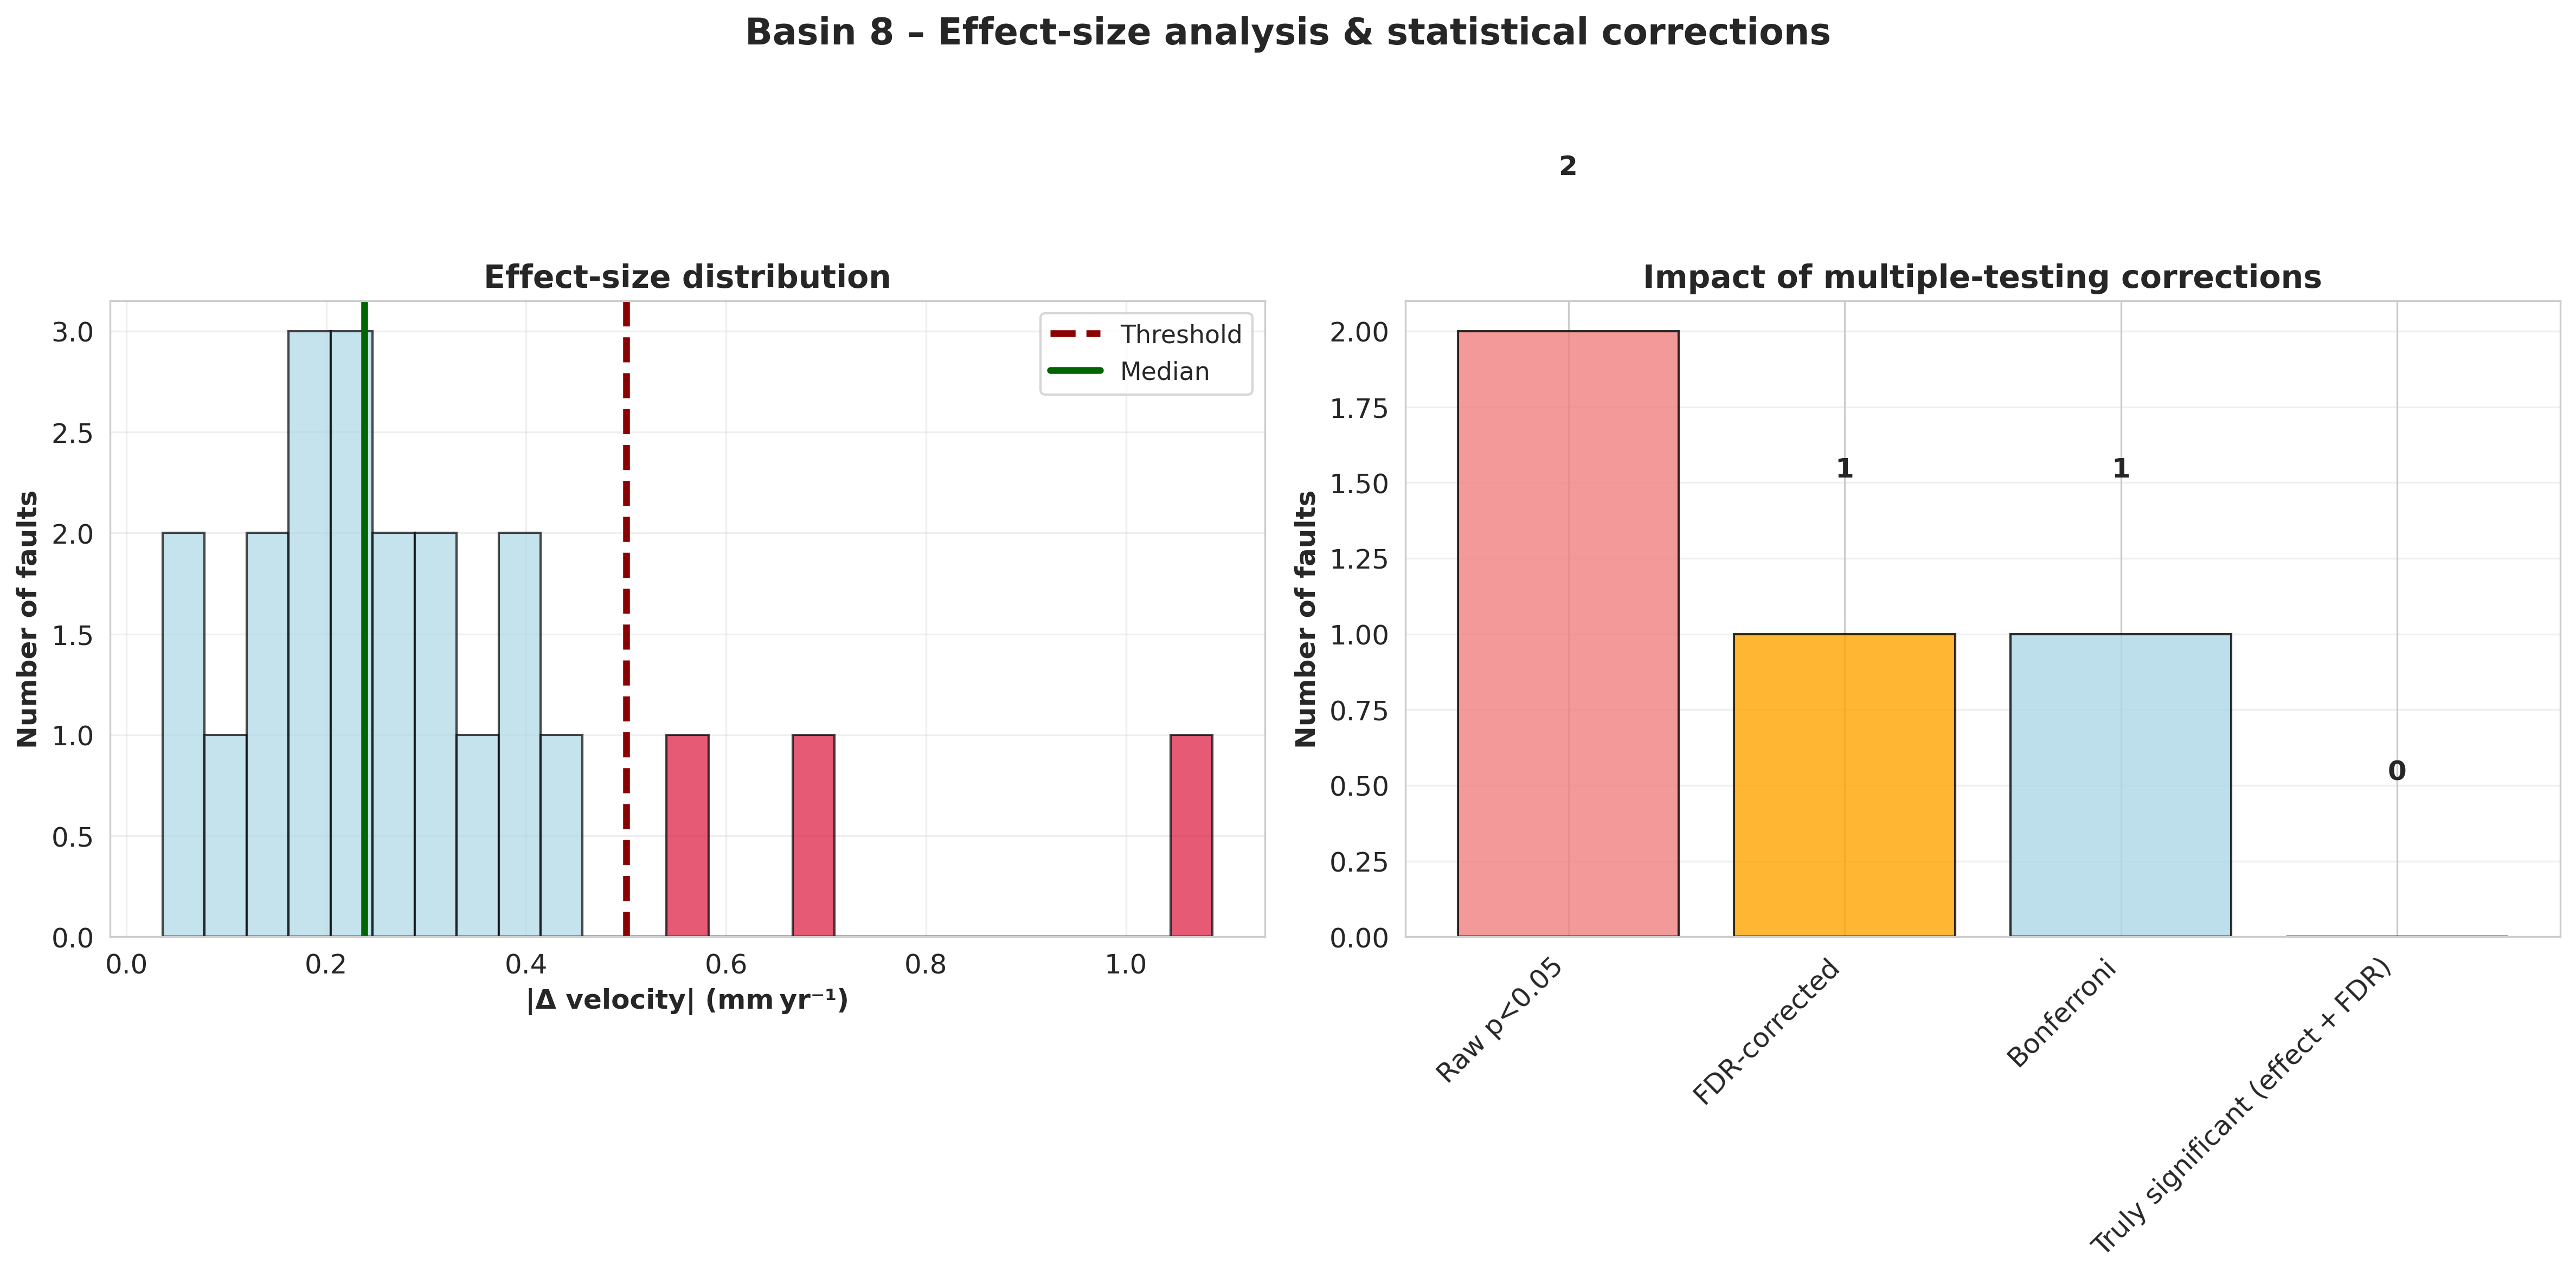 Basin 8 – Effect-size analysis & statistical corrections
Effect-size distribution
Number of faults
3.0
2.5
2.0
1.5
1.0
0.5
0.0
Threshold
Median
0.0 0.2 0.4 0.6 0.8 1.0
|Δ velocity| (mm yr⁻¹)
Impact of multiple-testing corrections
Number of faults
2.00
1.75
1.50
1.25
1.00
0.75
0.50
0.25
0.00
2
1
1
0
Raw p<0.05
FDR-corrected
Bonferroni
Truly significant (effect + FDR)